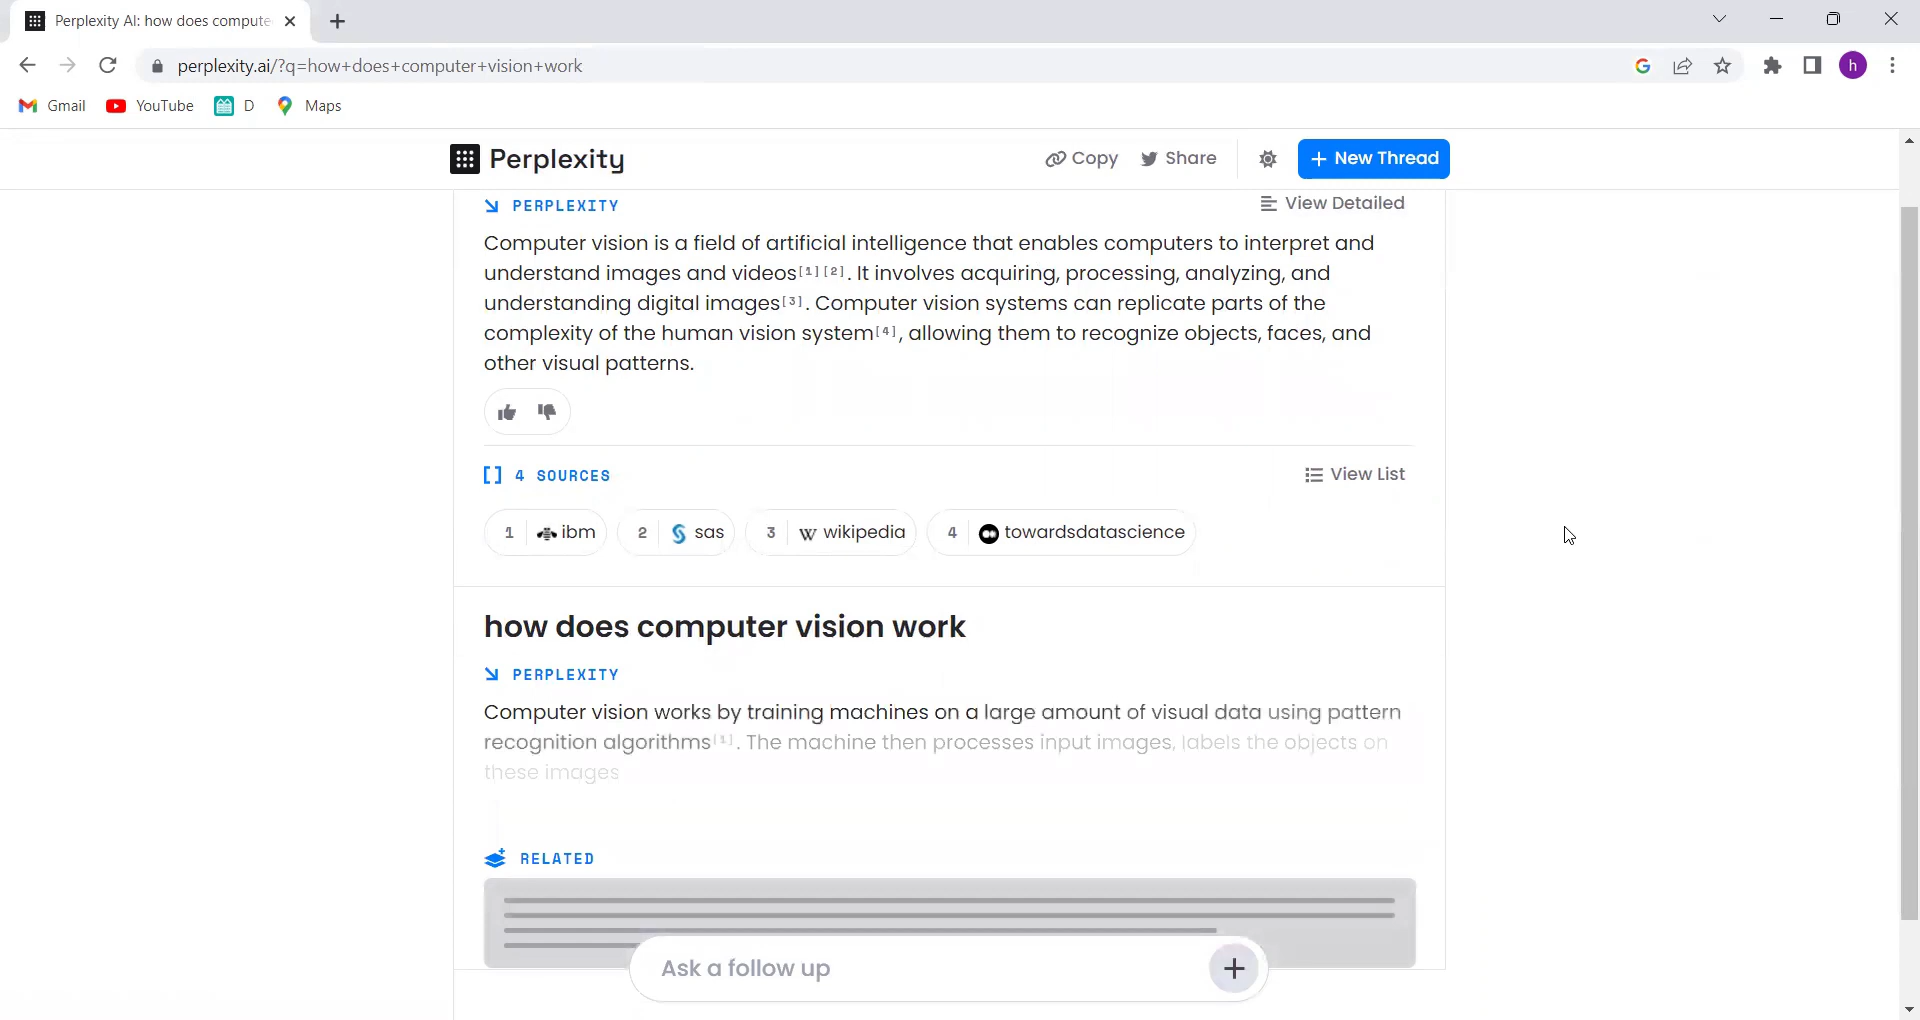 Perplexity AI: how does compute
perplexity.ai/?q=how+does+computer+vision+work
h
Gmail
YouTube
D
Maps
Perplexity
Copy
Share
+ New Thread
PERPLEXITY
View Detailed
Computer vision is a field of artificial intelligence that enables computers to interpret and
understand images and videos[1][2]. It involves acquiring, processing, analyzing, and
understanding digital images[3]. Computer vision systems can replicate parts of the
complexity of the human vision system[4], allowing them to recognize objects, faces, and
other visual patterns.
4 SOURCES
View List
1 ibm
2 sas
3 W wikipedia
4 towardsdatascience
how does computer vision work
PERPLEXITY
Computer vision works by training machines on a large amount of visual data using pattern
recognition algorithms[1]. The machine then processes input images, labels the objects on
these images
RELATED
Ask a follow up